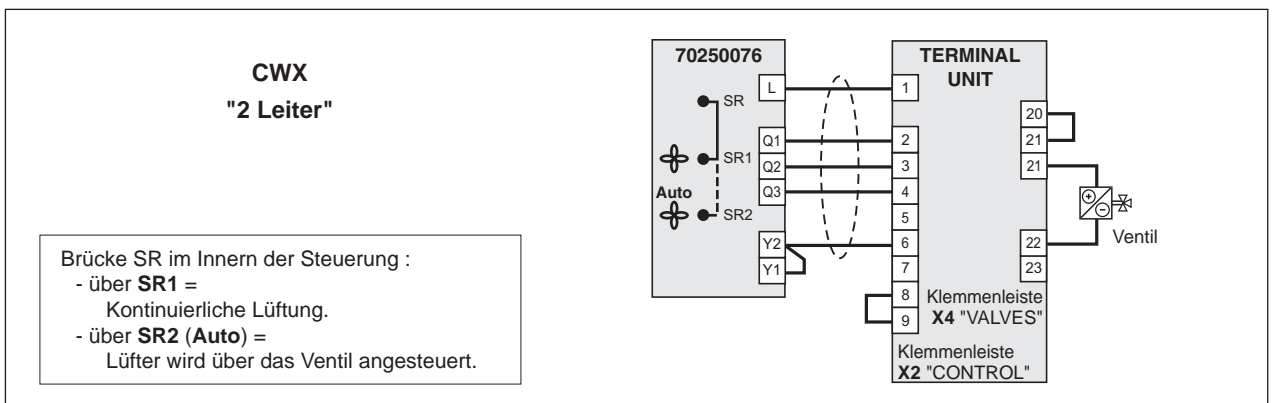 CWX
"2 Leiter"
Brücke SR im Innern der Steuerung :
- über SR1 =
Kontinuierliche Lüftung.
- über SR2 (Auto) =
Lüfter wird über das Ventil angesteuert.
70250076
L
SR
Q1
SR1
Q2
Auto
Q3
SR2
Y2
Y1
TERMINAL
UNIT
1
2
3
4
5
6
7
8
9
20
21
21
22
23
Ventil
Klemmenleiste
X4 "VALVES"
Klemmenleiste
X2 "CONTROL"